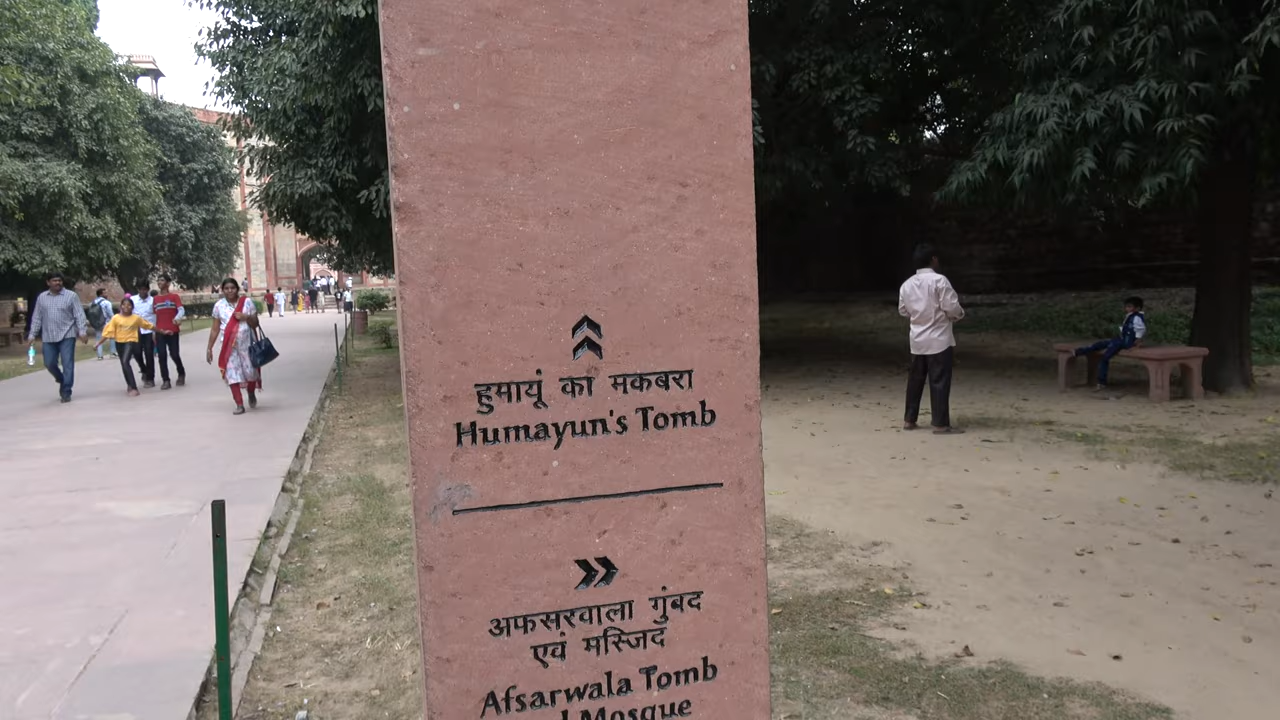 हुमायूं का मकबरा
Humayun's Tomb
अफसरवाला गुंबद
एवं मस्जिद
Afsarwala Tomb
Mosque